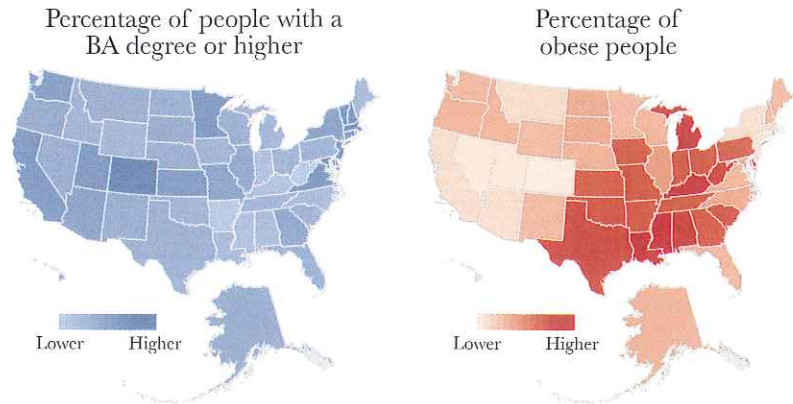 Percentage of people with a
BA degree or higher
Percentage of
obese people
Lower Higher
Lower Higher